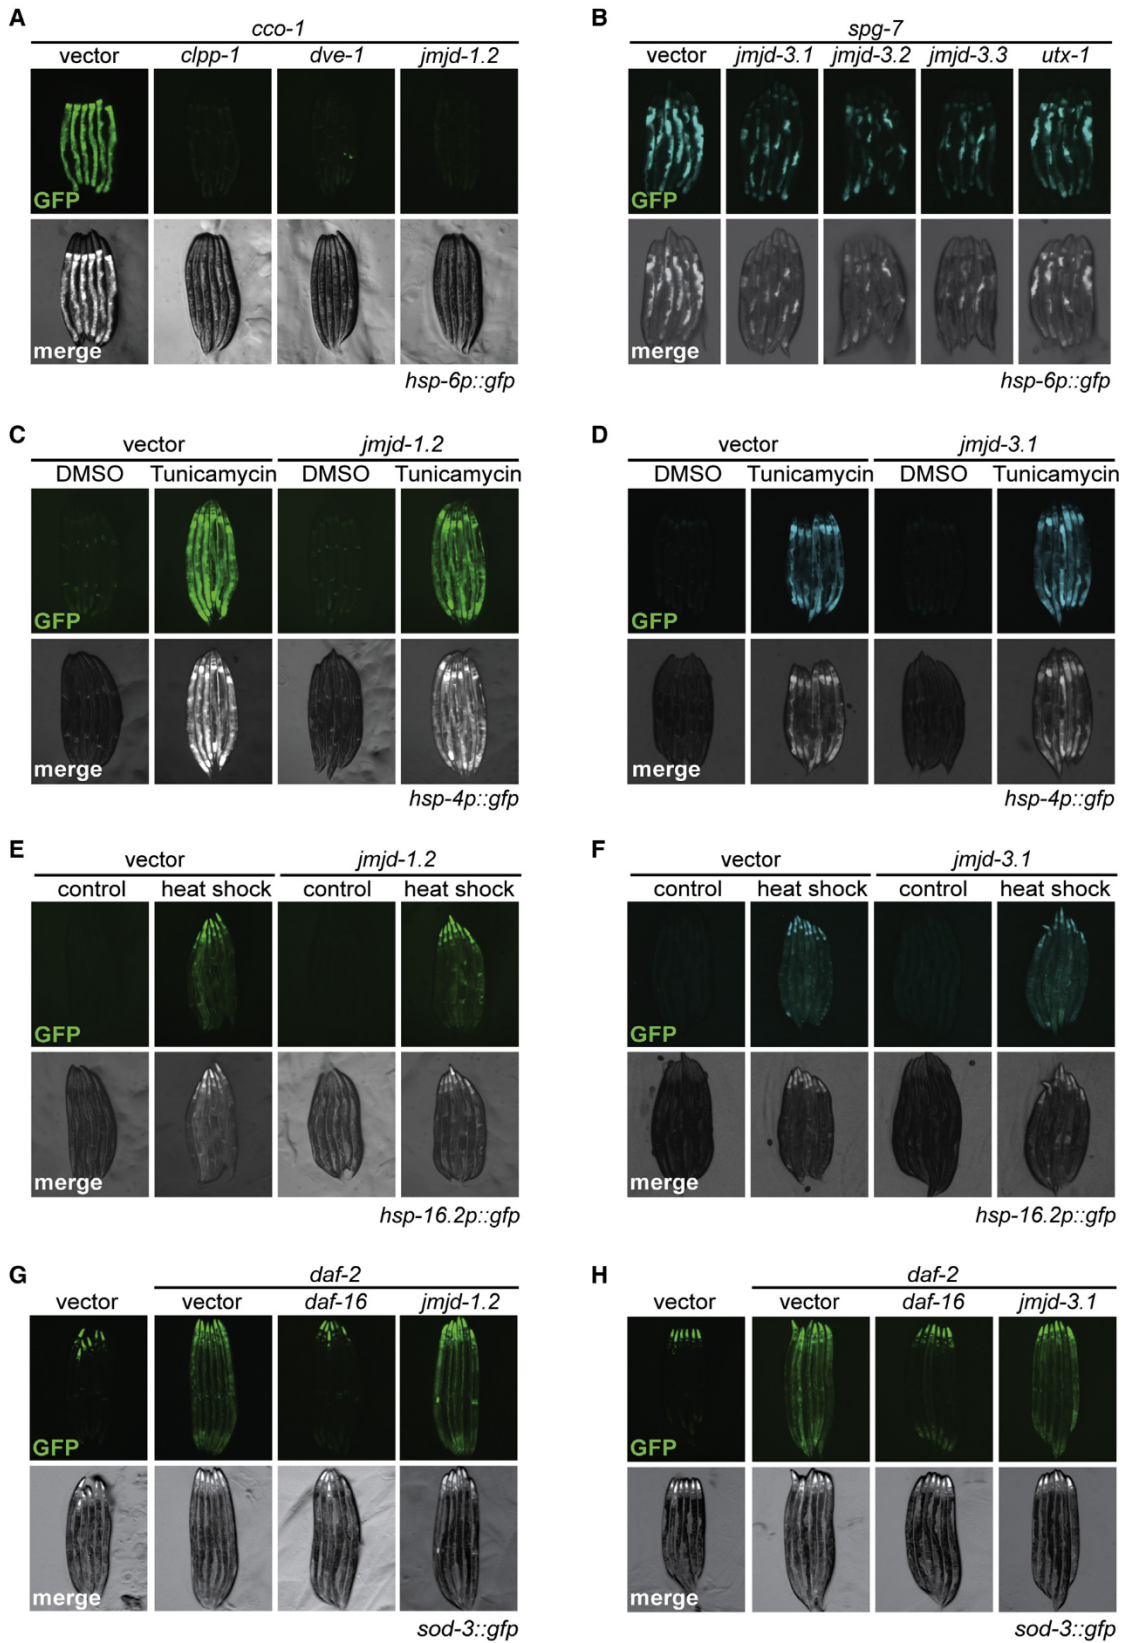 A
cco-1
vector clpp-1 dve-1 jmjd-1.2
GFP
merge
hsp-6p::gfp
B
spg-7
vector jmjd-3.1 jmjd-3.2 jmjd-3.3 utx-1
GFP
merge
hsp-6p::gfp
C
vector jmjd-1.2
DMSO Tunicamycin DMSO Tunicamycin
GFP
merge
hsp-4p::gfp
D
vector jmjd-3.1
DMSO Tunicamycin DMSO Tunicamycin
GFP
merge
hsp-4p::gfp
E
vector jmjd-1.2
control heat shock control heat shock
GFP
merge
hsp-16.2p::gfp
F
vector jmjd-3.1
control heat shock control heat shock
GFP
merge
hsp-16.2p::gfp
G
daf-2
vector vector daf-16 jmjd-1.2
GFP
merge
sod-3::gfp
H
daf-2
vector vector daf-16 jmjd-3.1
GFP
merge
sod-3::gfp